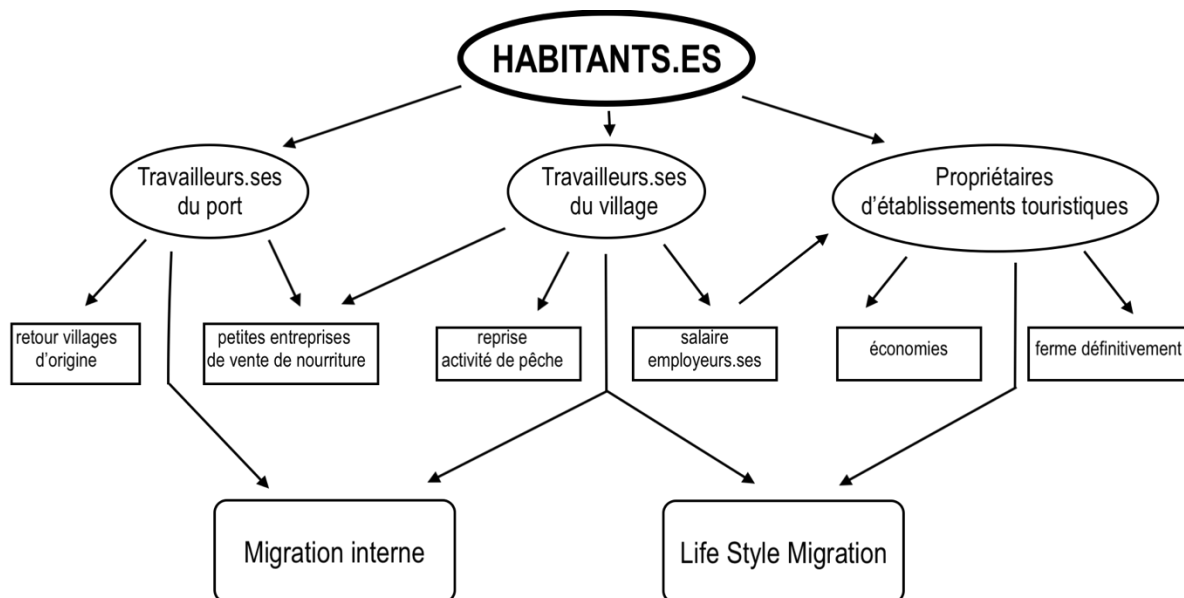 HABITANTS.ES
Travailleurs.ses
du port
Travailleurs.ses
du village
Propriétaires
d'établissements touristiques
retour villages
d'origine
petites entreprises
de vente de nourriture
reprise
activité de pêche
salaire
employeurs.ses
économies
ferme définitivement
Migration interne
Life Style Migration